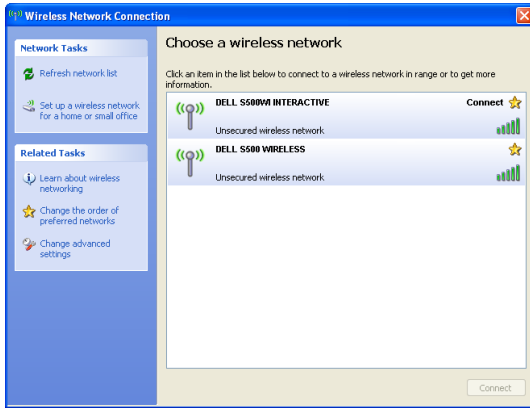 Wireless Network Connection
Network Tasks
Refresh network list
Set up a wireless network
for a home or small office
Related Tasks
Learn about wireless
networking
Change the order of
preferred networks
Change advanced
settings
Choose a wireless network
Click an item in the list below to connect to a wireless network in range or to get more
information.
DELL S500WI INTERACTIVE Connect
Unsecured wireless network
DELL S500 WIRELESS
Unsecured wireless network
Connect